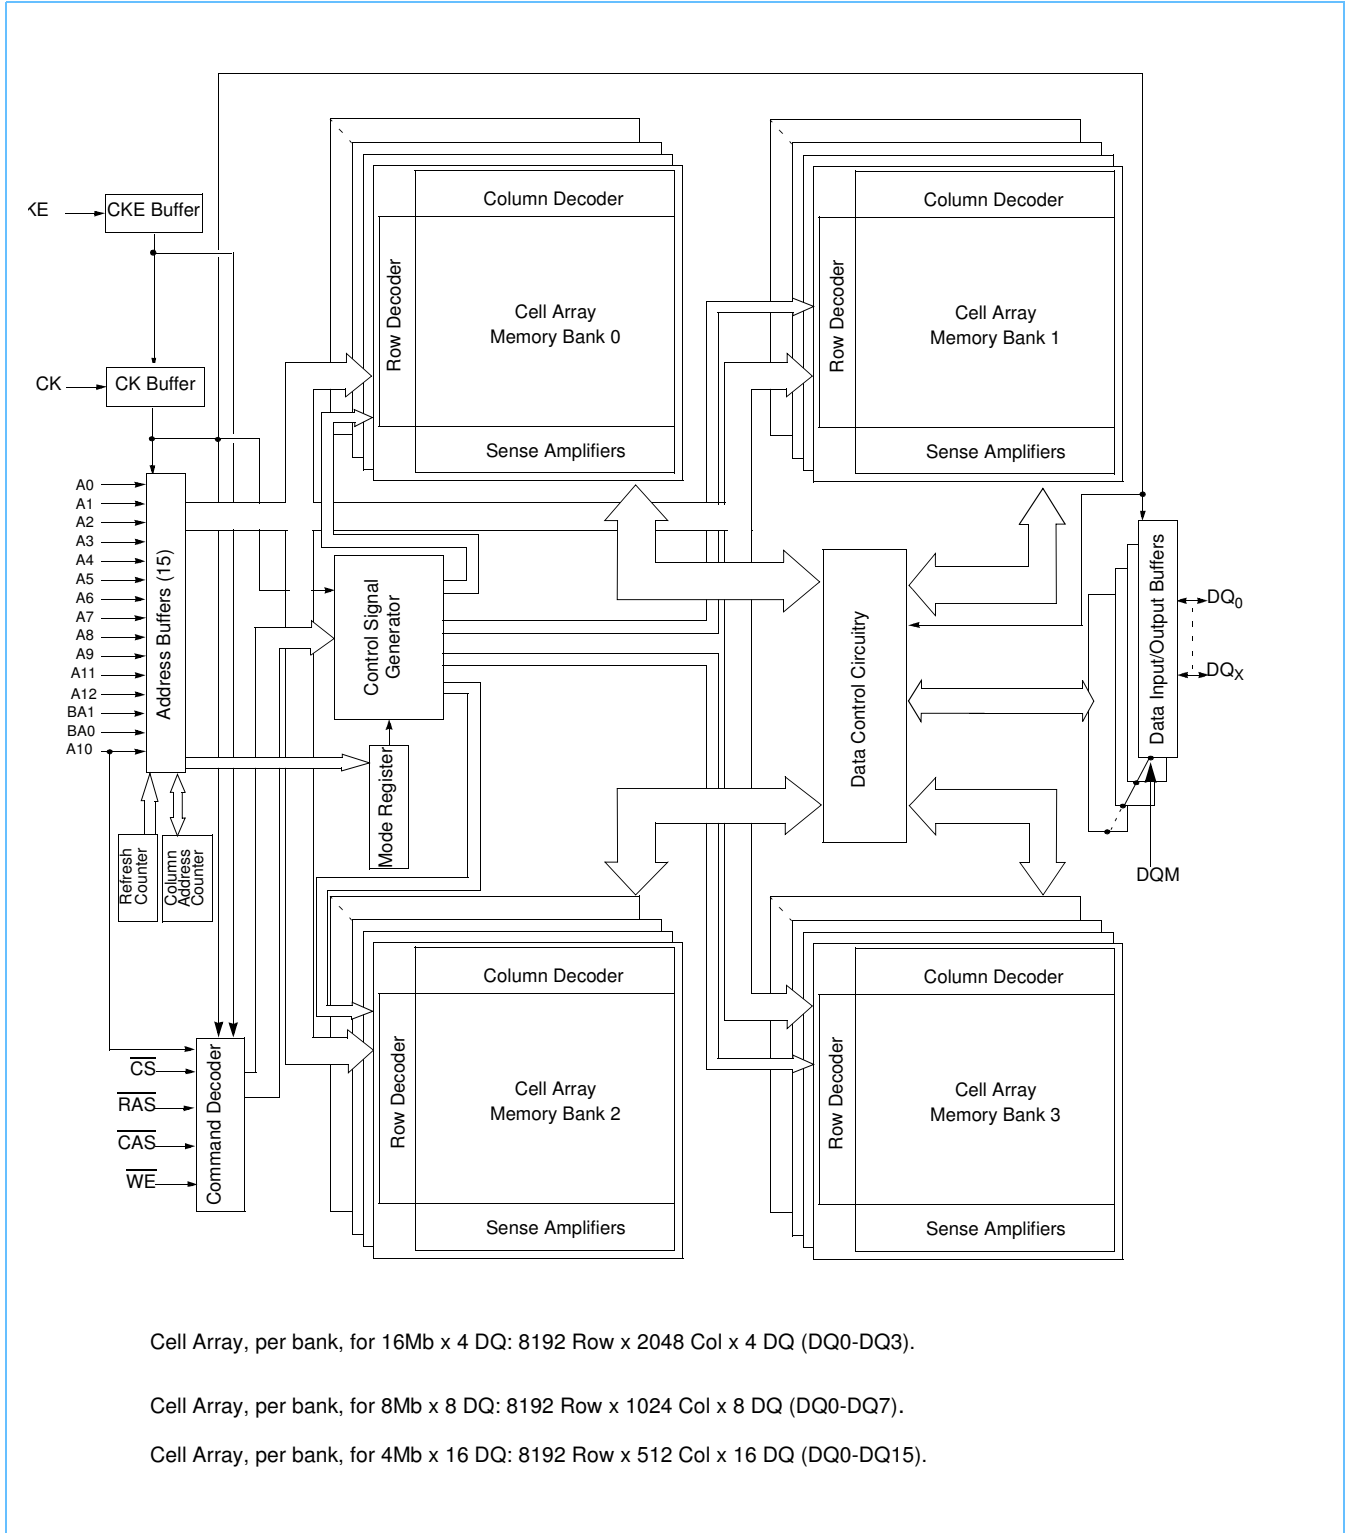 Column Decoder
Row Decoder
Cell Array
Memory Bank 0
Sense Amplifiers
Column Decoder
Row Decoder
Cell Array
Memory Bank 1
Sense Amplifiers
KE
CKE Buffer
CK
CK Buffer
A0
A1
A2
A3
A4
A5
A6
A7
A8
A9
A11
A12
BA1
BA0
A10
Address Buffers (15)
Refresh
Counter
Column
Address
Counter
Control Signal
Generator
Mode Register
Data Control Circuitry
Data Input/Output Buffers
DQ0
DQX
DQM
CS
RAS
CAS
WE
Command Decoder
Column Decoder
Row Decoder
Cell Array
Memory Bank 2
Sense Amplifiers
Column Decoder
Row Decoder
Cell Array
Memory Bank 3
Sense Amplifiers
Cell Array, per bank, for 16Mb x 4 DQ: 8192 Row x 2048 Col x 4 DQ (DQ0-DQ3).
Cell Array, per bank, for 8Mb x 8 DQ: 8192 Row x 1024 Col x 8 DQ (DQ0-DQ7).
Cell Array, per bank, for 4Mb x 16 DQ: 8192 Row x 512 Col x 16 DQ (DQ0-DQ15).